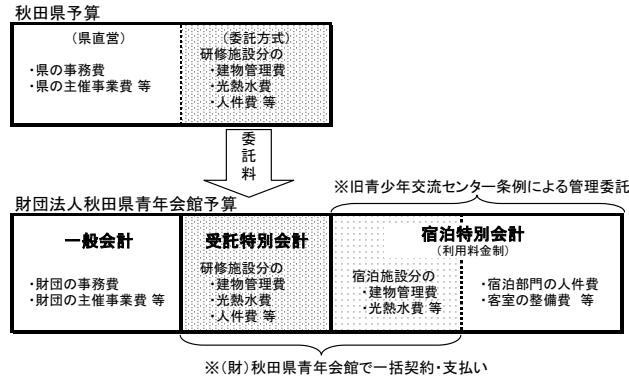 秋田県予算
（県直営）
・県の事務費
・県の主催事業費 等
（委託方式）
研修施設分の
・建物管理費
・光熱水費
・人件費 等
委託料
※旧青少年交流センター条例による管理委託
財団法人秋田県青年会館予算
一般会計
・財団の事務費
・財団の主催事業費 等
受託特別会計
研修施設分の
・建物管理費
・光熱水費
・人件費 等
宿泊特別会計
（利用料金制）
宿泊施設分の
・建物管理費
・光熱水費 等
・宿泊部門の人件費
・客室の整備費 等
※(財)秋田県青年会館で一括契約・支払い